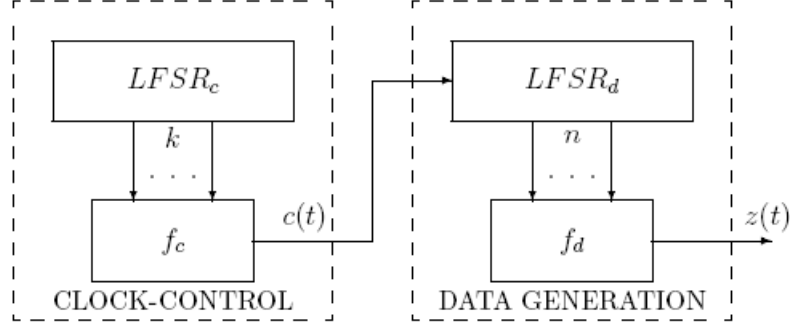 LFSR_c
LFSR_d
k
n
. . .
. . .
c(t)
z(t)
f_c
f_d
CLOCK-CONTROL
DATA GENERATION